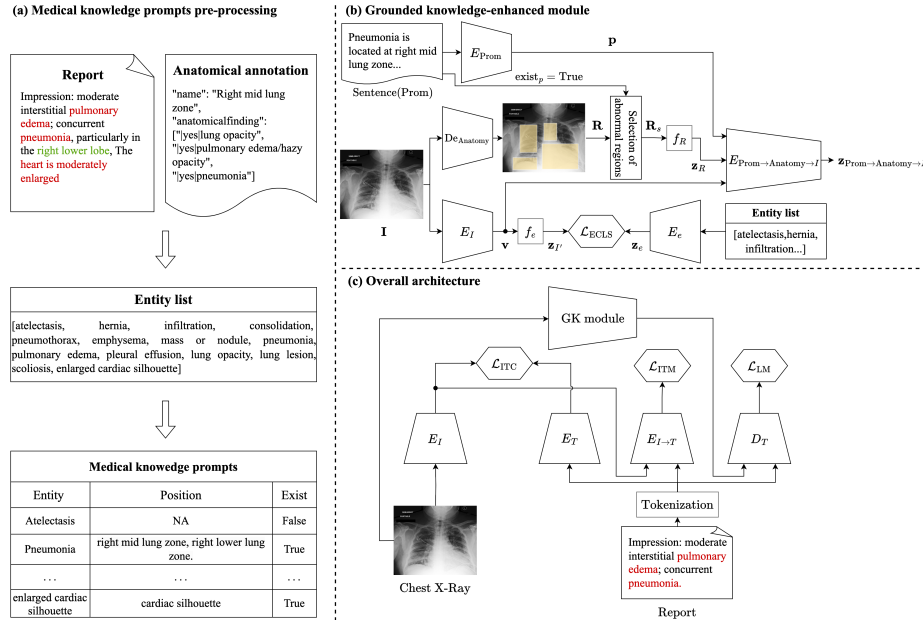 (a) Medical knowledge prompts pre-processing
Report
Impression: moderate
interstitial pulmonary
edema; concurrent
pneumonia, particularly in
the right lower lobe, The
heart is moderately
enlarged
Anatomical annotation
"name": "Right mid lung
zone",
"anatomicalfinding":
["|yes|lung opacity",
"|yes|pulmonary edema/hazy
opacity",
"|yes|pneumonia"]
Entity list
[atelectasis, hernia, infiltration, consolidation,
pneumothorax, emphysema, mass or nodule, pneumonia,
pulmonary edema, pleural effusion, lung opacity, lung lesion,
scoliosis, enlarged cardiac silhouette]
Medical knowedge prompts
Entity Position Exist
Atelectasis NA False
Pneumonia right mid lung zone, right lower lung zone. True
... ... ...
enlarged cardiac silhouette cardiac silhouette True
(b) Grounded knowledge-enhanced module
Pneumonia is
located at right mid
lung zone...
Sentence(Prom)
E_Prom
p
exist_p = True
De_Anatomy
R
Selection of
abnormal regions
R_s
f_R
z_R
E_Prom→Anatomy→I
z_Prom→Anatomy→
I
E_I
v
f_e
z_I'
L_ECLS
z_e
E_e
Entity list
[atelectasis,hernia,
infiltration...]
(c) Overall architecture
GK module
L_ITC
L_ITM
L_LM
E_I
E_T
E_I→T
D_T
Tokenization
Impression: moderate
interstitial pulmonary
edema; concurrent
pneumonia.
Chest X-Ray
Report